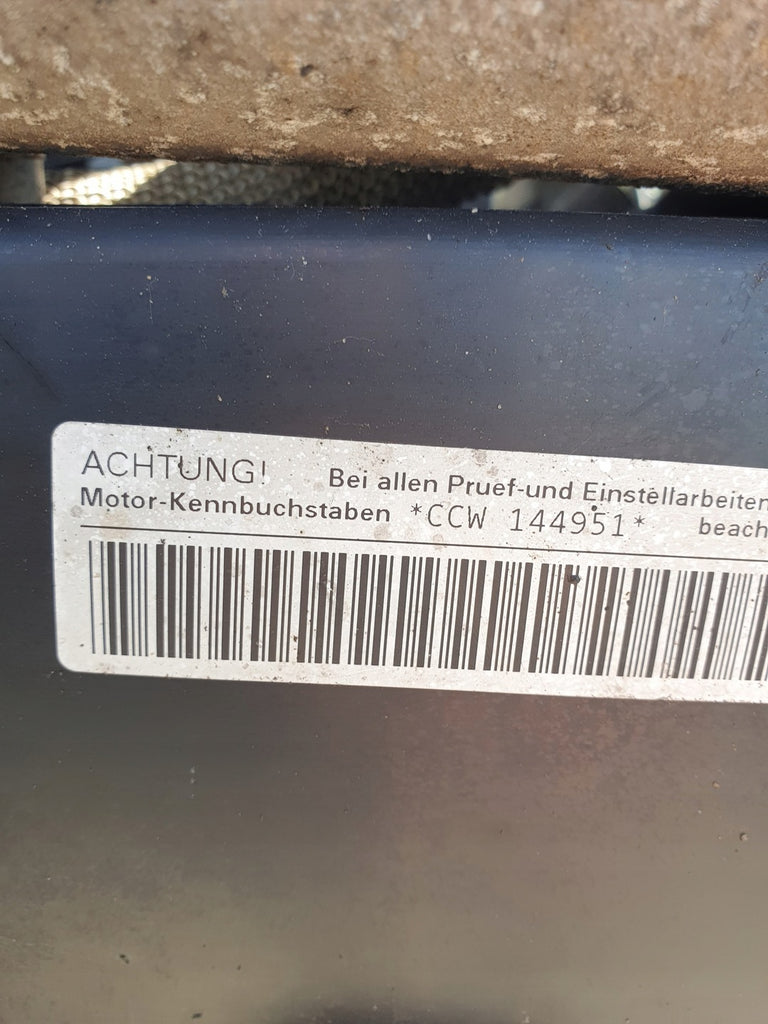 ACHTUNG! Bei allen Pruef-und Einstellarbeiten
Motor-Kennbuchstaben *CCW 144951* beach